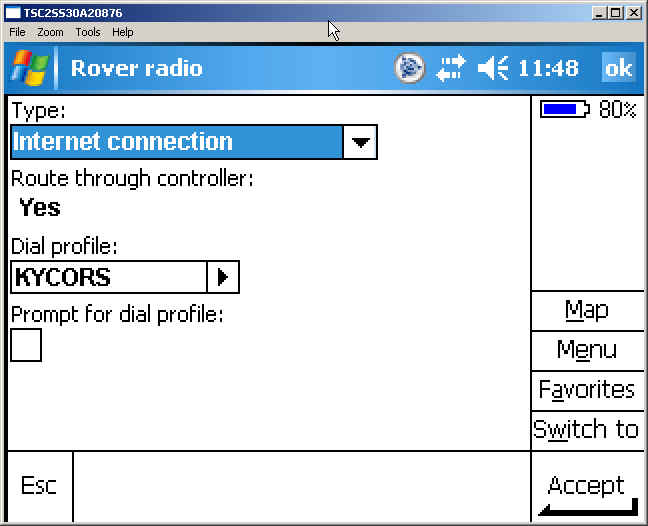 TSC2SS30A20876
File Zoom Tools Help
Rover radio 11:48 ok
Type:
80%
Internet connection
Route through controller:
Yes
Dial profile:
KYCORS
Prompt for dial profile:
Map
Menu
Favorites
Switch to
Esc
Accept